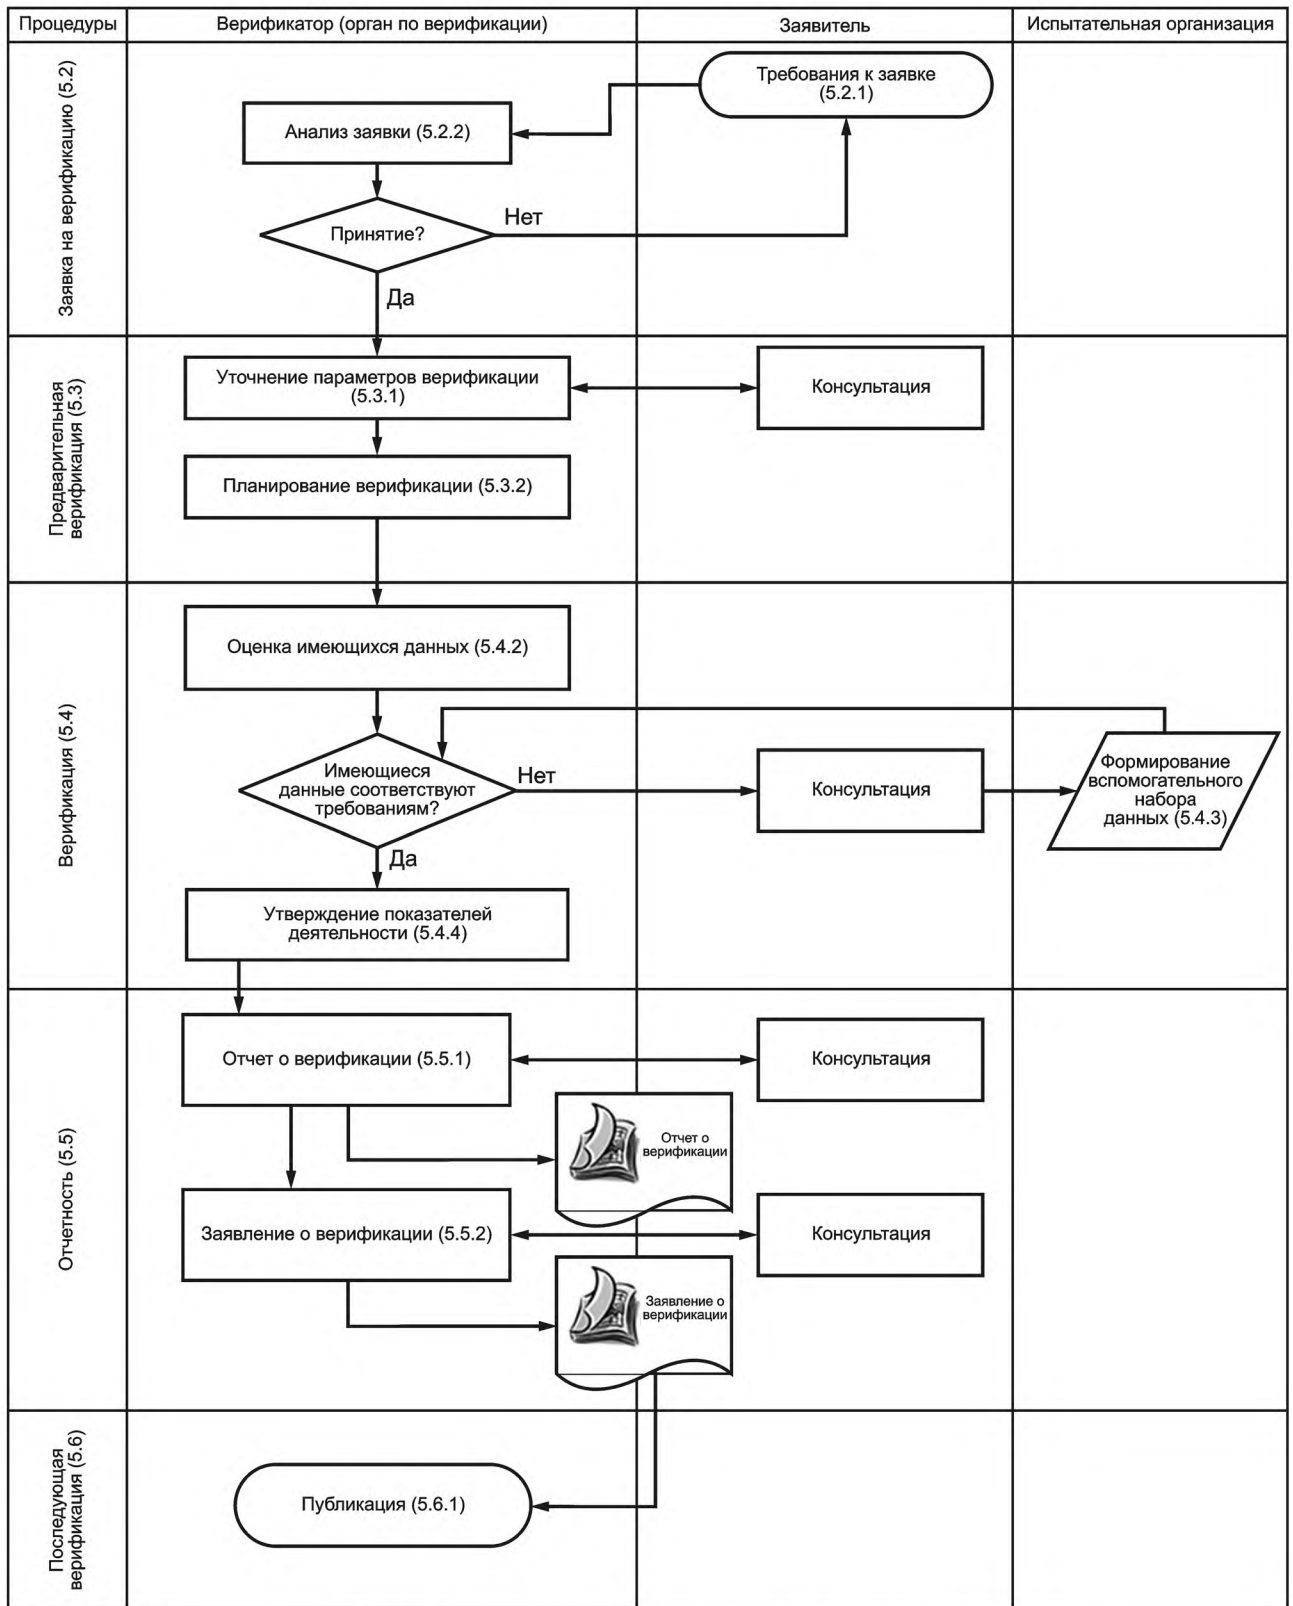 Процедуры
Верификатор (орган по верификации)
Заявитель
Испытательная организация
Заявка на верификацию (5.2)
Требования к заявке
(5.2.1)
Анализ заявки (5.2.2)
Принятие?
Нет
Да
Предварительная
верификация (5.3)
Уточнение параметров верификации
(5.3.1)
Консультация
Планирование верификации (5.3.2)
Верификация (5.4)
Оценка имеющихся данных (5.4.2)
Имеющиеся
данные соответствуют
требованиям?
Нет
Консультация
Формирование
вспомогательного
набора
данных (5.4.3)
Да
Утверждение показателей
деятельности (5.4.4)
Отчетность (5.5)
Отчет о верификации (5.5.1)
Консультация
Отчет о
верификации
Заявление о верификации (5.5.2)
Консультация
Заявление о
верификации
Последующая
верификация (5.6)
Публикация (5.6.1)